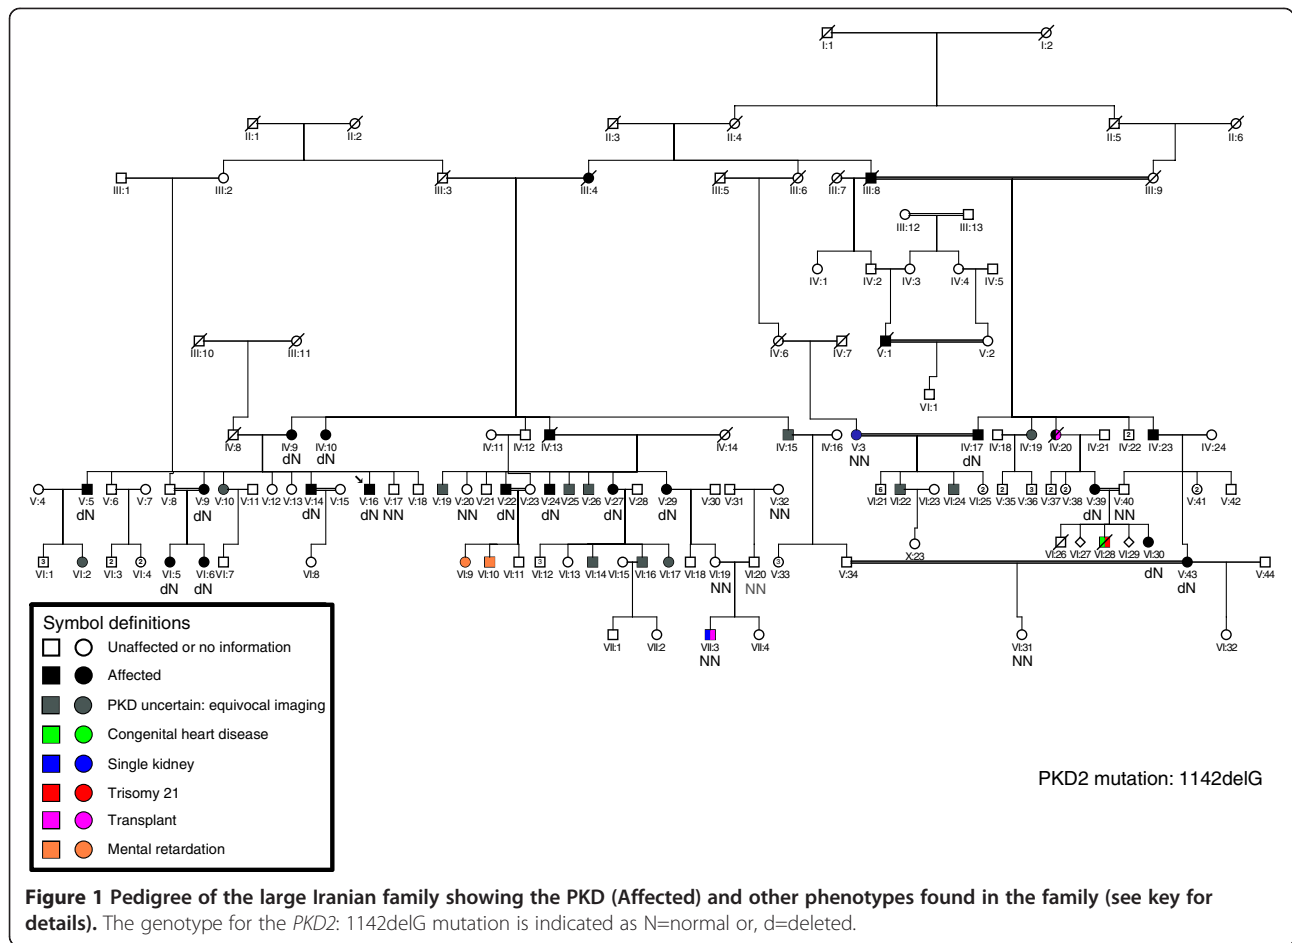 I:1 I:2
II:1 II:2 II:3 II:4 II:5 II:6
III:1 III:2 III:3 III:4 III:5 III:6 III:7 III:8 III:9
III:12 III:13
IV:1 IV:2 IV:3 IV:4 IV:5
III:10 III:11 IV:6 IV:7 V:1 V:2
VI:1
IV:8 IV:9 IV:10 IV:11 IV:12 IV:13 IV:14 IV:15 IV:16 V:3 IV:17 IV:18 IV:19 IV:20 IV:21 2 IV:22 IV:23 IV:24
dN dN NN dN
V:4 V:5 V:6 V:7 V:8 V:9 V:10 V:11 V:12 V:13 V:14 V:15 V:16 V:17 V:18 V:19 V:20 V:21 V:22 V:23 V:24 V:25 V:26 V:27 V:28 V:29 V:30 V:31 V:32 6 VI:21 VI:22 VI:23 VI:24 2 VI:25 2 V:35 3 V:36 2 V:37 2 V:38 V:39 V:40 2 V:41 V:42
dN dN dN dN NN NN dN dN dN dN NN dN NN
X:23 VI:26 VI:27 VI:28 VI:29 VI:30
dN
3 VI:1 VI:2 2 VI:3 2 VI:4 VI:5 VI:6 VI:7 VI:8 VI:9 VI:10 VI:11 3 VI:12 VI:13 VI:14 VI:15 VI:16 VI:17 VI:18 VI:19 VI:20 3 V:33 V:34 V:43 V:44
dN dN NN NN dN
VII:1 VII:2 VII:3 VII:4 VI:31 VI:32
NN NN
Symbol definitions
Unaffected or no information
Affected
PKD uncertain: equivocal imaging
Congenital heart disease
Single kidney
Trisomy 21
Transplant
Mental retardation
PKD2 mutation: 1142delG
Figure 1 Pedigree of the large Iranian family showing the PKD (Affected) and other phenotypes found in the family (see key for
details). The genotype for the PKD2: 1142delG mutation is indicated as N=normal or, d=deleted.